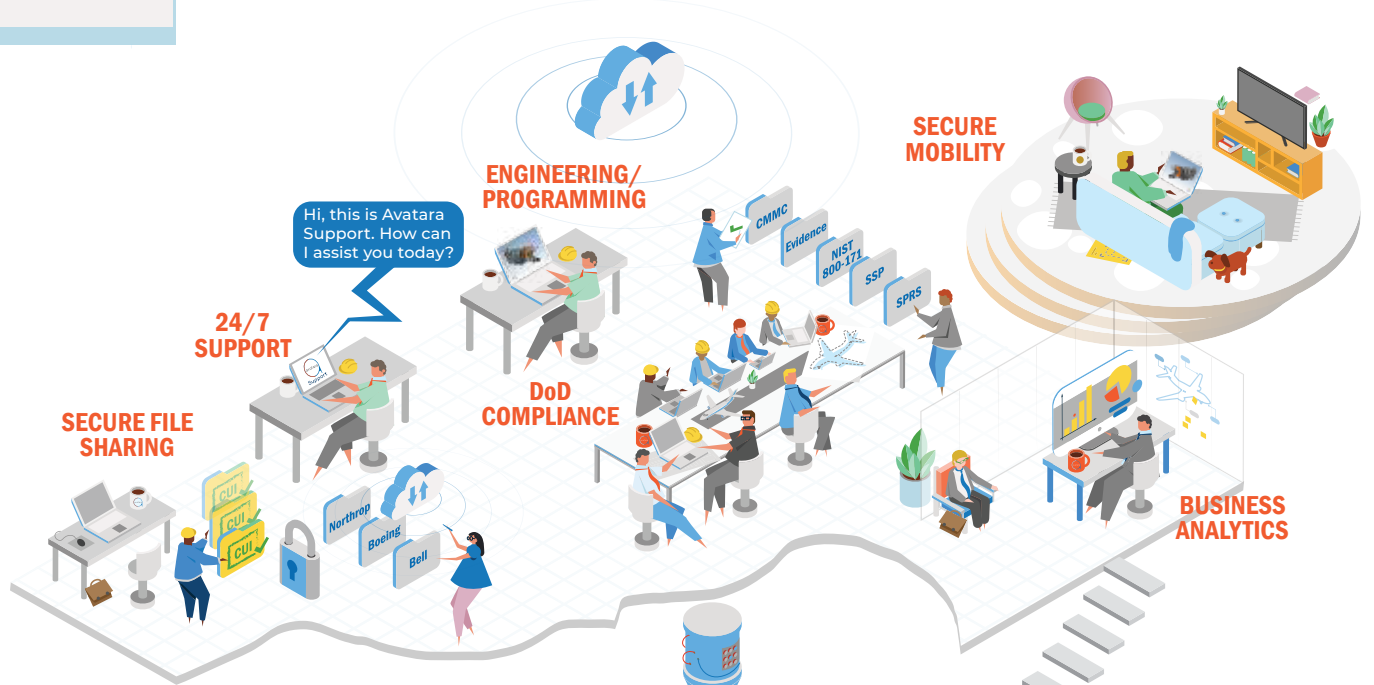 SECURE
MOBILITY
ENGINEERING/
PROGRAMMING
Hi, this is Avatara
Support. How can
I assist you today?
CMMC
Evidence
NIST
800-171
SSP
SPRS
24/7
SUPPORT
Support
DoD
COMPLIANCE
SECURE FILE
SHARING
CUI
CUI
CUI
Northrop
Boeing
Bell
BUSINESS
ANALYTICS